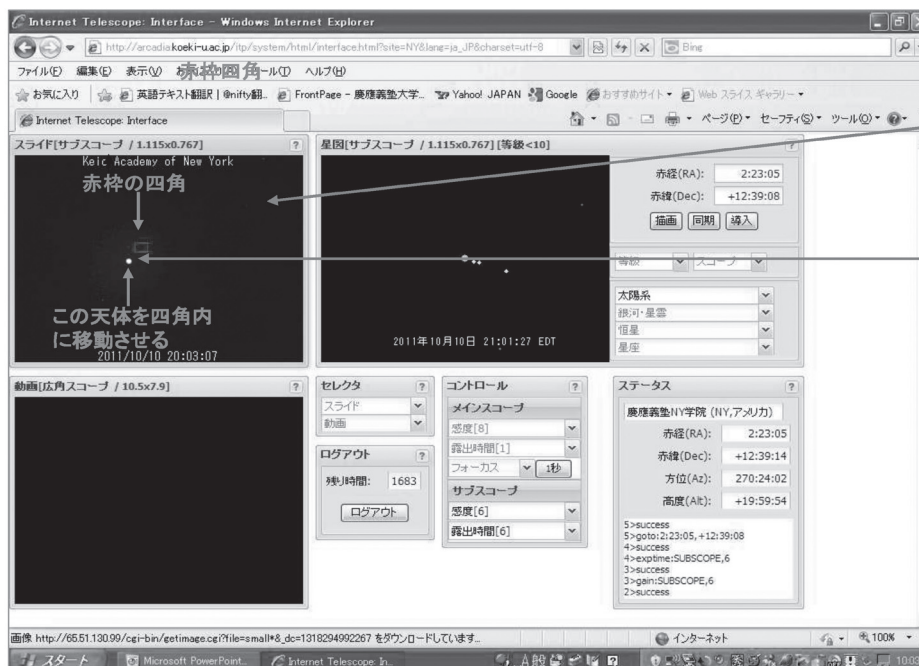 Internet Telescope: Interface - Windows Internet Explorer
http://arcadia.koeki-u.ac.jp/itp/system/html/interface.html?site=NY&lang=ja_JP&charset=utf-8
Bing
ファイル(F) 編集(E) 表示(V)
ール(T) ヘルプ(H)
赤枠四角
お気に入り
英語テキスト翻訳|@nifty翻...
FrontPage - 慶應義塾大学...
Yahoo! JAPAN
Google
おすすめサイト
Web スライス ギャラリー
Internet Telescope: Interface
ページ(P)
セーフティ(S)
ツール(O)
スライド[サブスコープ / 1.115x0.767]
?
Keio Academy of New York
赤枠の四角
この天体を四角内
に移動させる
2011/10/10 20:03:07
星図[サブスコープ / 1.115x0.767][等級<10]
?
2011年10月10日 21:01:27 EDT
赤経(RA): 2:23:05
赤緯(Dec): +12:39:08
描画 同期 導入
等級 スコープ
太陽系
銀河・星雲
恒星
星座
動画[広角スコープ / 10.5x7.9]
?
セレクタ
?
スライド
動画
ログアウト
?
残り時間: 1683
ログアウト
コントロール
?
メインスコープ
感度[8]
露出時間[1]
フォーカス 1秒
サブスコープ
感度[6]
露出時間[6]
ステータス
?
慶應義塾NY学院 (NY,アメリカ)
赤経(RA): 2:23:05
赤緯(Dec): +12:39:14
方位(Az): 270:24:02
高度(Alt): +19:59:54
5>success
5>goto:2:23:05,+12:39:08
4>success
4>exptime:SUBSCOPE,6
3>success
3>gain:SUBSCOPE,6
2>success
画像 http://65.51.130.99/cgi-bin/getimage.cgi?file=small*&_dc=1318294992267 をダウンロードしています...
インターネット
100%
スタート
Microsoft PowerPoint...
Internet Telescope: In...
A 般